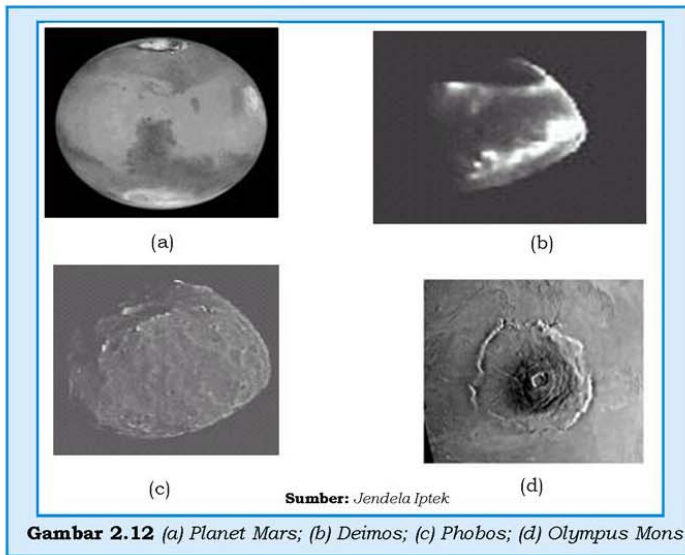 (a)
(b)
(c)
(d)
Sumber: Jendela Iptek
Gambar 2.12 (a) Planet Mars; (b) Deimos; (c) Phobos; (d) Olympus Mons